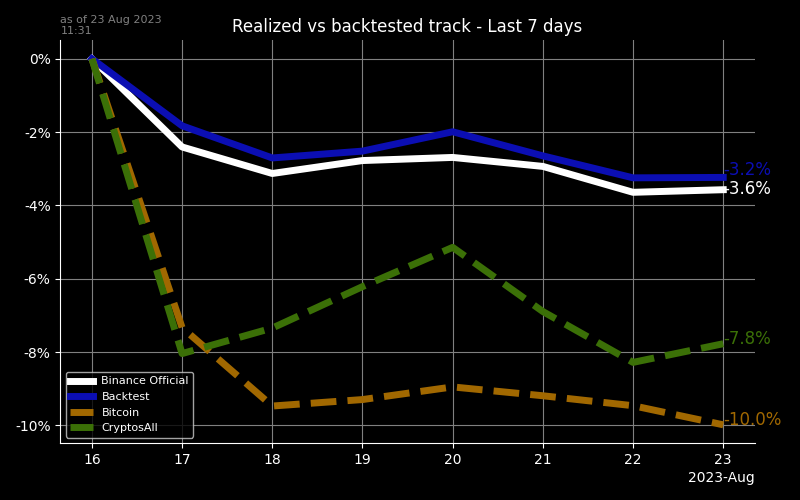 as of 23 Aug 2023
11:31
Realized vs backtested track - Last 7 days
0%
-2%
-4%
-6%
-8%
-10%
-3.2%
-3.6%
-7.8%
-10.0%
Binance Official
Backtest
Bitcoin
CryptosAll
16 17 18 19 20 21 22 23
2023-Aug